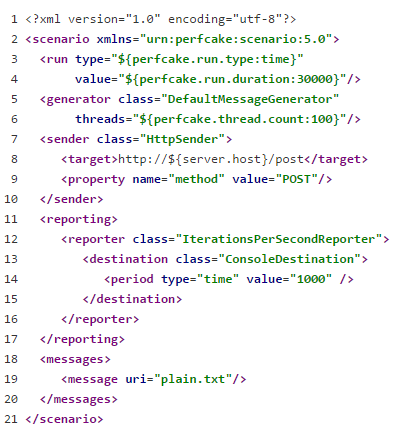 1 <?xml version="1.0" encoding="utf-8"?>
2 <scenario xmlns="urn:perfcake:scenario:5.0">
3 <run type="${perfcake.run.type:time}"
4 value="${perfcake.run.duration:30000}"/>
5 <generator class="DefaultMessageGenerator"
6 threads="${perfcake.thread.count:100}"/>
7 <sender class="HttpSender">
8 <target>http://${server.host}/post</target>
9 <property name="method" value="POST"/>
10 </sender>
11 <reporting>
12 <reporter class="IterationsPerSecondReporter">
13 <destination class="ConsoleDestination">
14 <period type="time" value="1000" />
15 </destination>
16 </reporter>
17 </reporting>
18 <messages>
19 <message uri="plain.txt"/>
20 </messages>
21 </scenario>